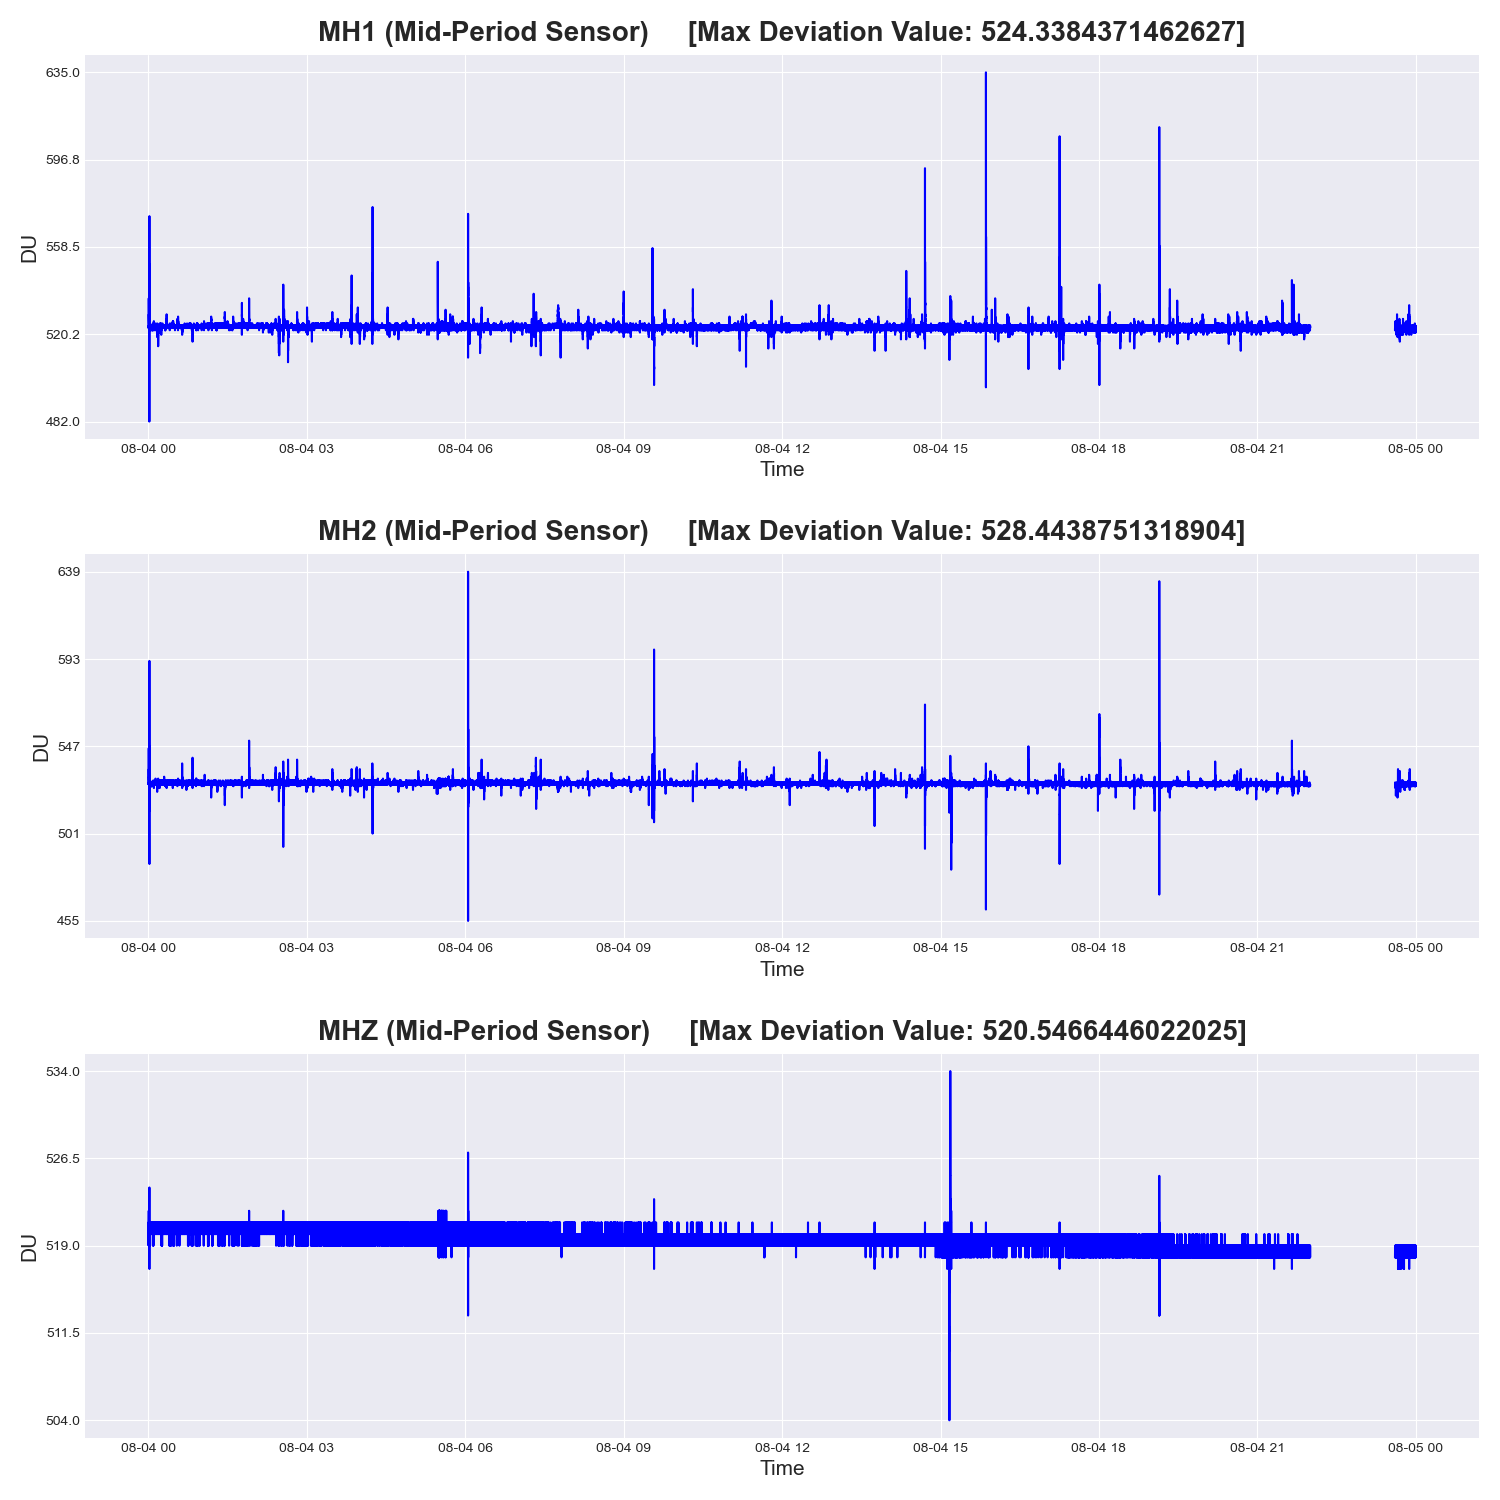 MH1 (Mid-Period Sensor) [Max Deviation Value: 524.3384371462627]
635.0
596.8
558.5
520.2
482.0
DU
08-04 00 08-04 03 08-04 06 08-04 09 08-04 12 08-04 15 08-04 18 08-04 21 08-05 00
Time
MH2 (Mid-Period Sensor) [Max Deviation Value: 528.4438751318904]
639
593
547
501
455
DU
08-04 00 08-04 03 08-04 06 08-04 09 08-04 12 08-04 15 08-04 18 08-04 21 08-05 00
Time
MHZ (Mid-Period Sensor) [Max Deviation Value: 520.5466446022025]
534.0
526.5
519.0
511.5
504.0
DU
08-04 00 08-04 03 08-04 06 08-04 09 08-04 12 08-04 15 08-04 18 08-04 21 08-05 00
Time